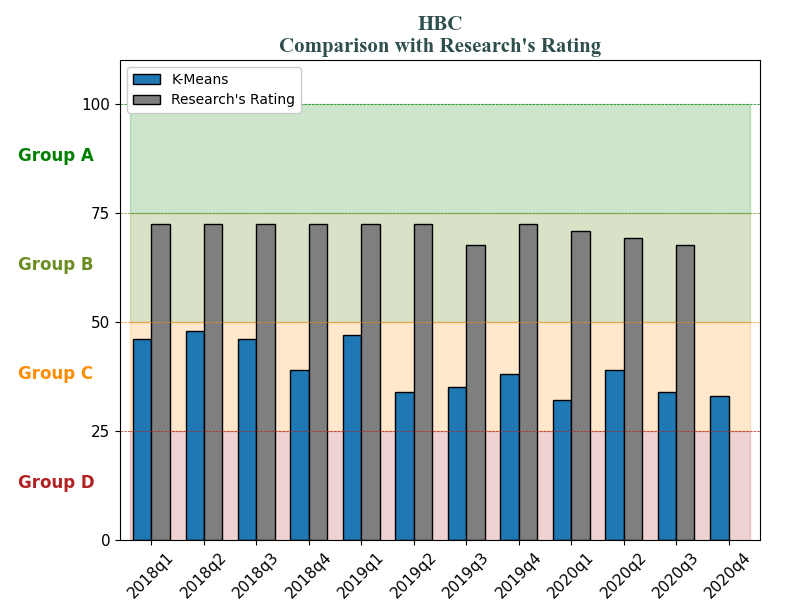 HBC
Comparison with Research's Rating
K-Means
Research's Rating
100
Group A
75
Group B
50
Group C
25
Group D
0
2018q1
2018q2
2018q3
2018q4
2019q1
2019q2
2019q3
2019q4
2020q1
2020q2
2020q3
2020q4